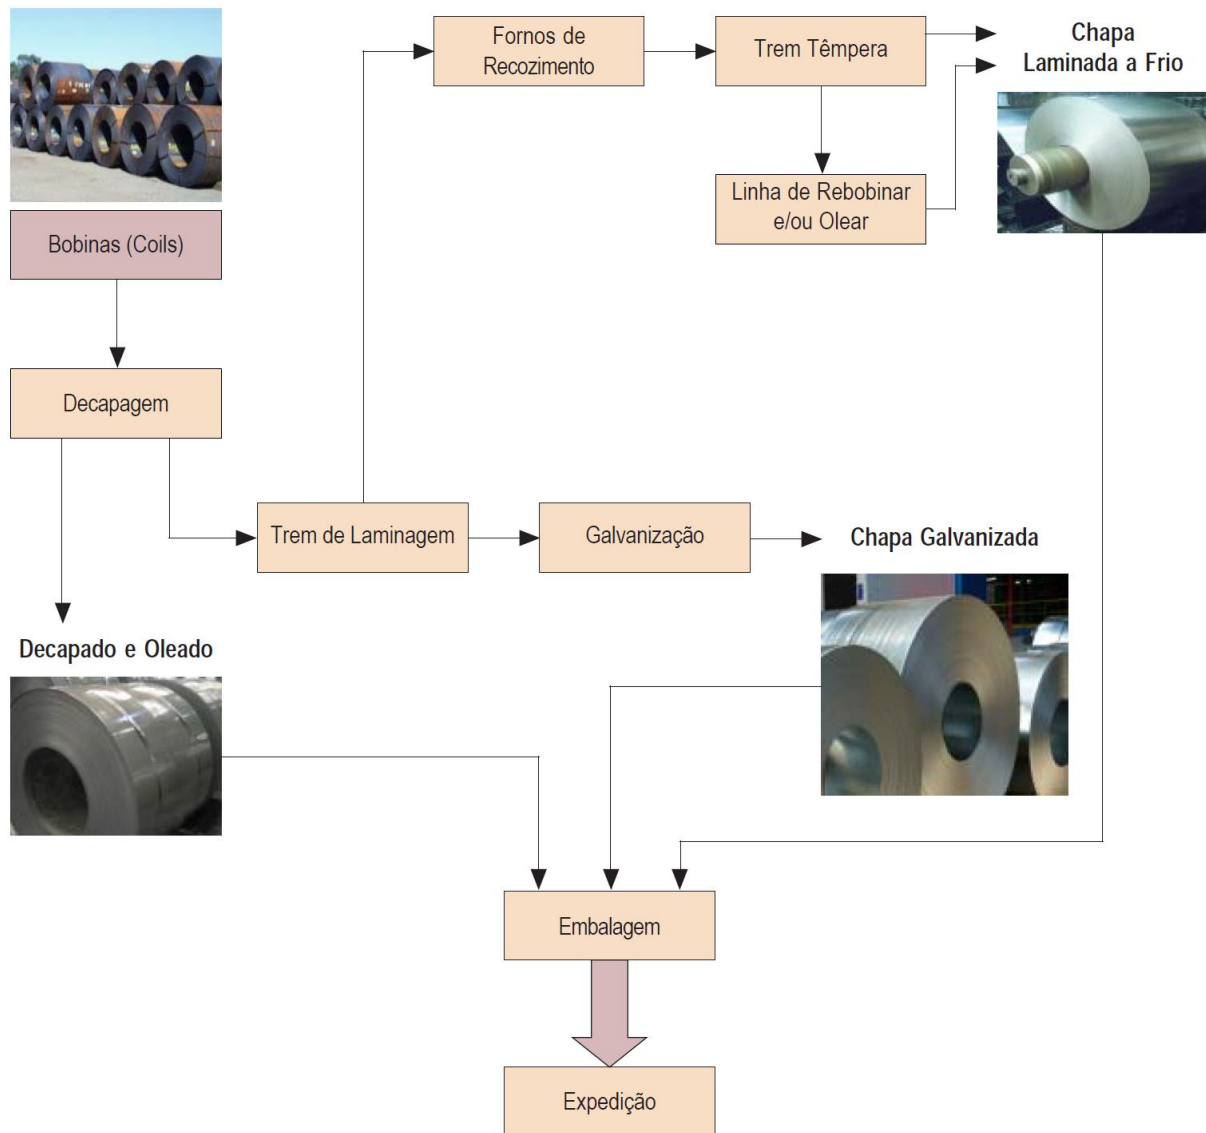 Fornos de
Recozimento
Trem Têmpera
Chapa
Laminada a Frio
Linha de Rebobinar
e/ou Olear
Bobinas (Coils)
Decapagem
Trem de Laminagem
Galvanização
Chapa Galvanizada
Decapado e Oleado
Embalagem
Expedição